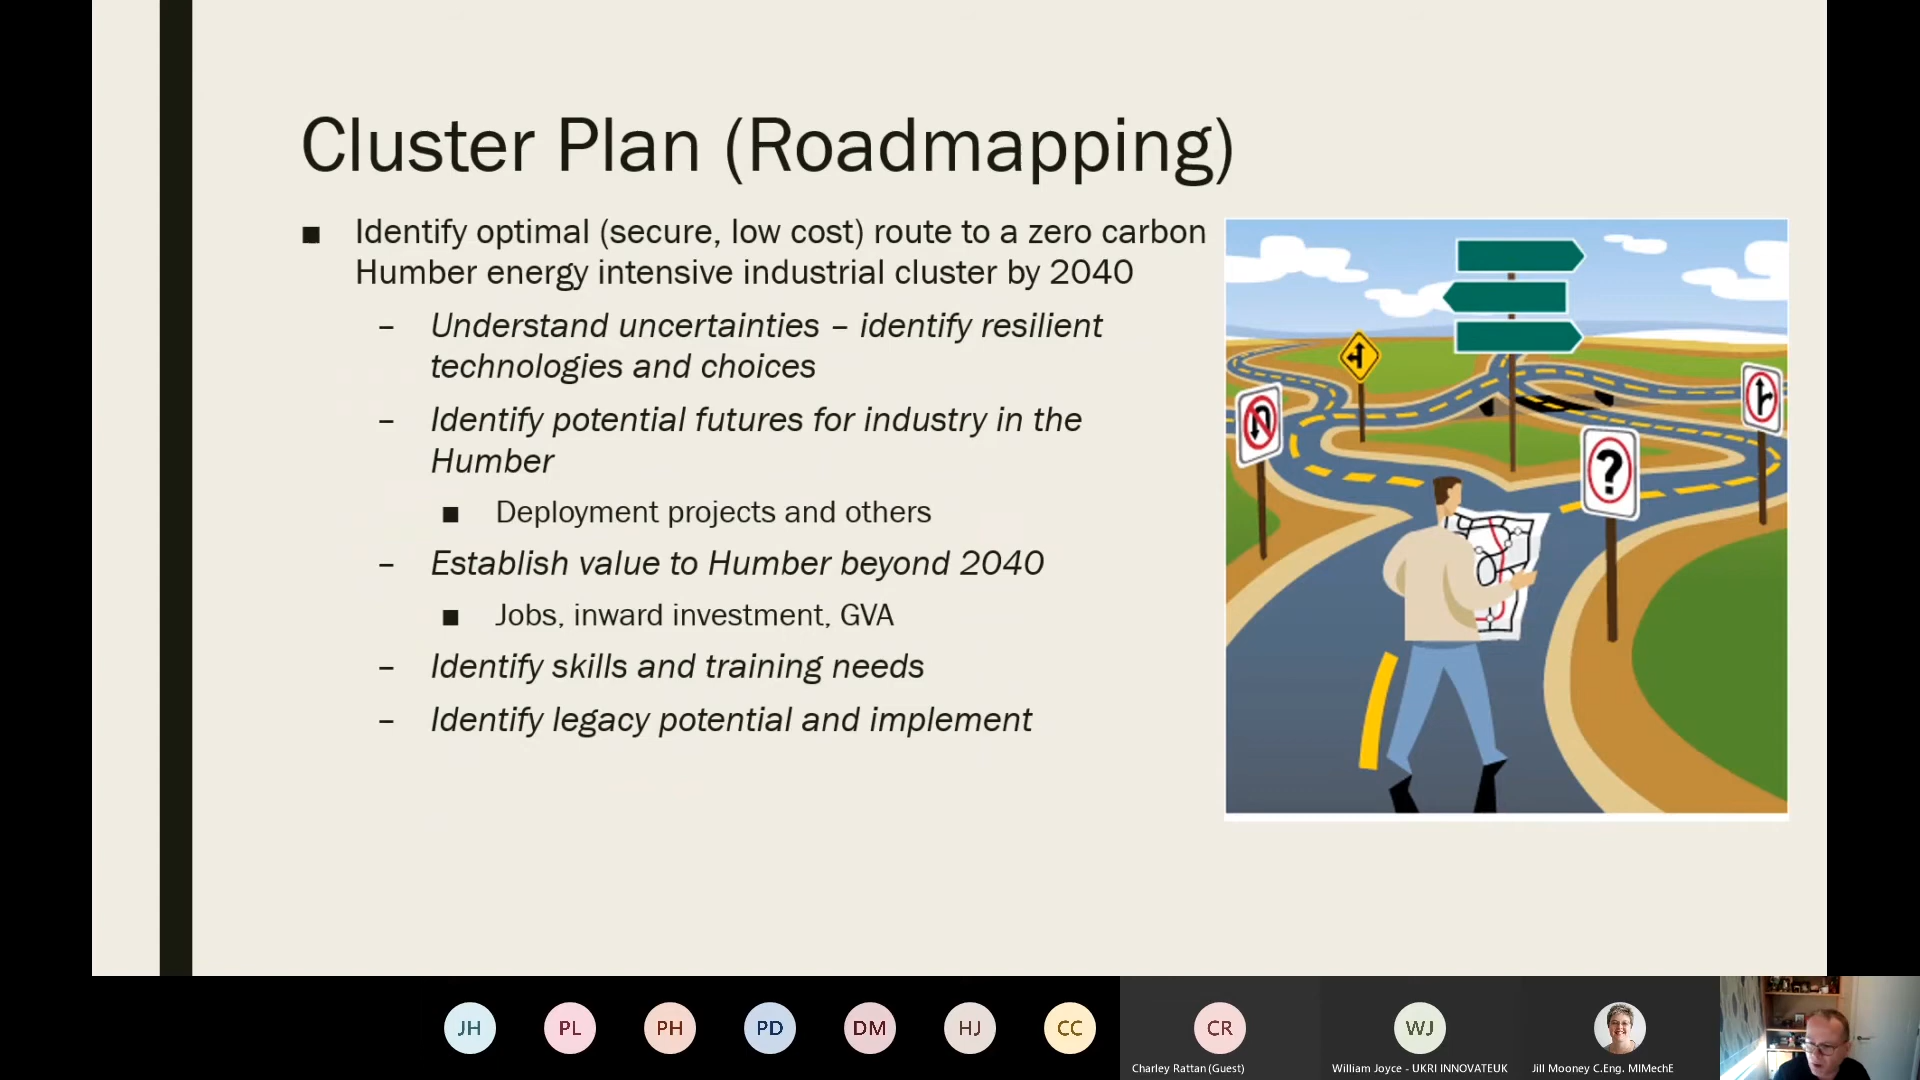 Cluster Plan (Roadmapping)
■ Identify optimal (secure, low cost) route to a zero carbon
Humber energy intensive industrial cluster by 2040
– Understand uncertainties – identify resilient
technologies and choices
– Identify potential futures for industry in the
Humber
■ Deployment projects and others
– Establish value to Humber beyond 2040
■ Jobs, inward investment, GVA
– Identify skills and training needs
– Identify legacy potential and implement
?
JH PL PH PD DM HJ CC CR WJ
Charley Rattan (Guest) William Joyce - UKRI INNOVATEUK Jill Mooney C.Eng. MIMechE